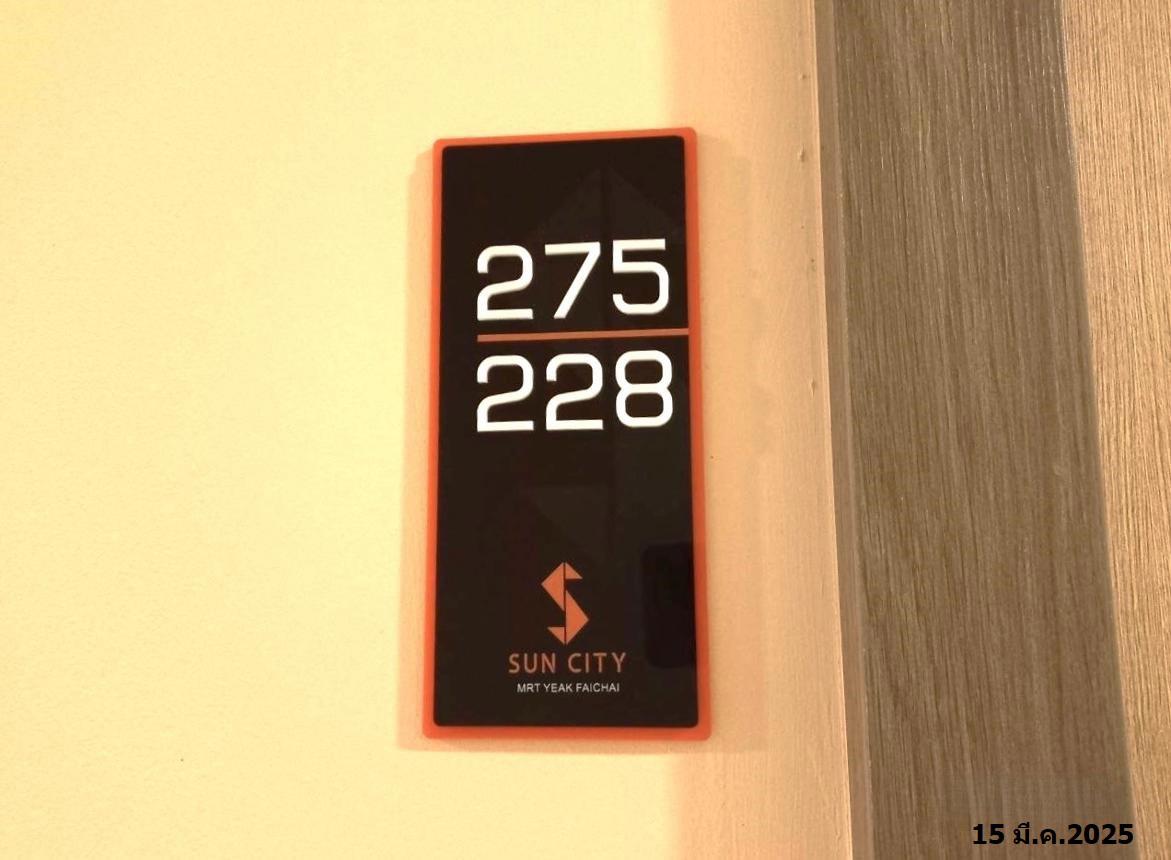 275
228
SUN CITY
MRT YEAK FAICHAI
15 มี.ค.2025